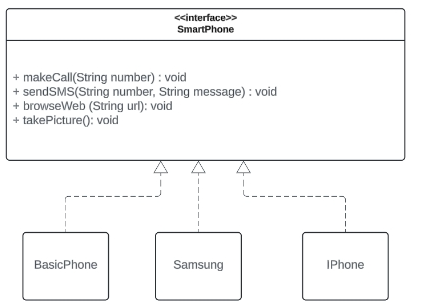 <<interface>>
SmartPhone
+ makeCall(String number) : void
+ sendSMS(String number, String message) : void
+ browseWeb (String url): void
+ takePicture(): void
BasicPhone
Samsung
IPhone